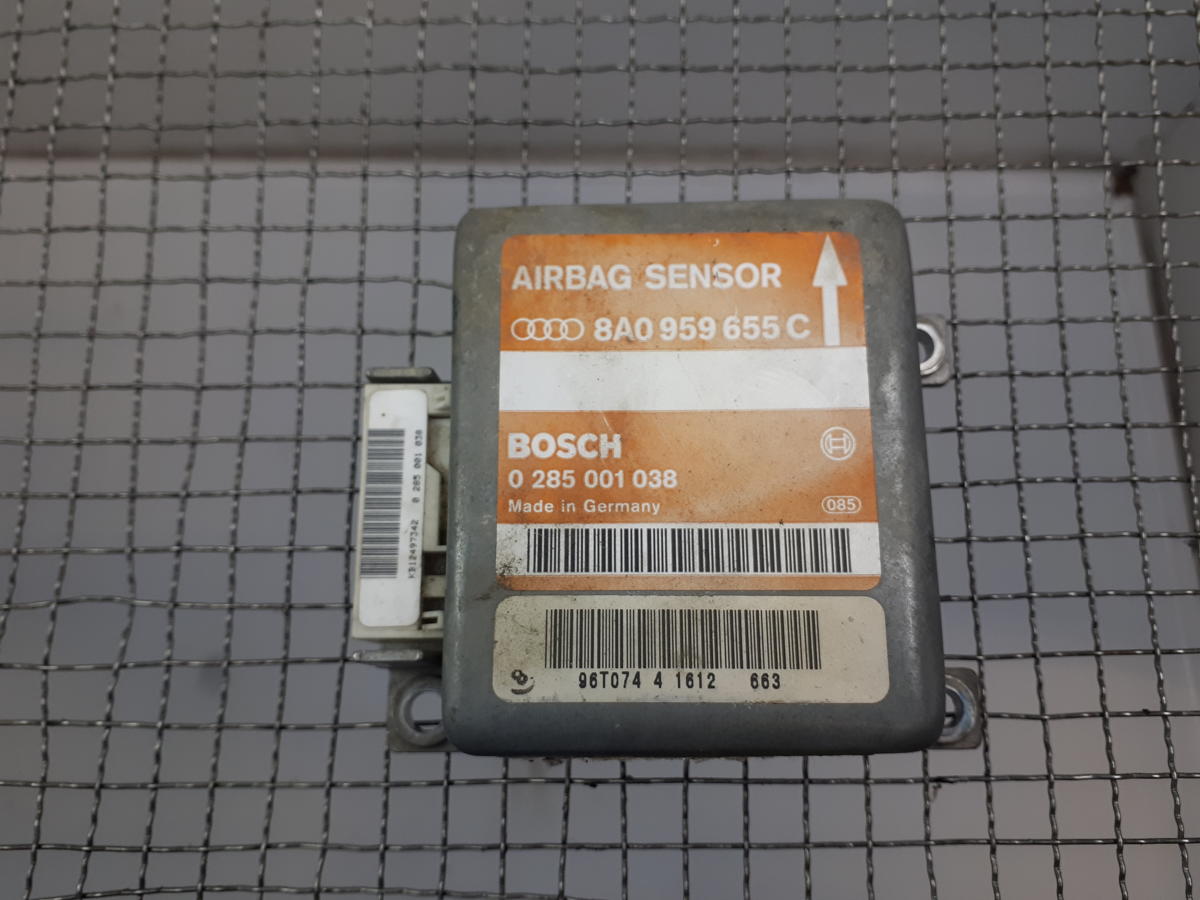 AIRBAG SENSOR
8A0 959 655 C
BOSCH
0 285 001 038
Made in Germany
085
96T074 4 1612 663
KB12497342 0 285 001 038